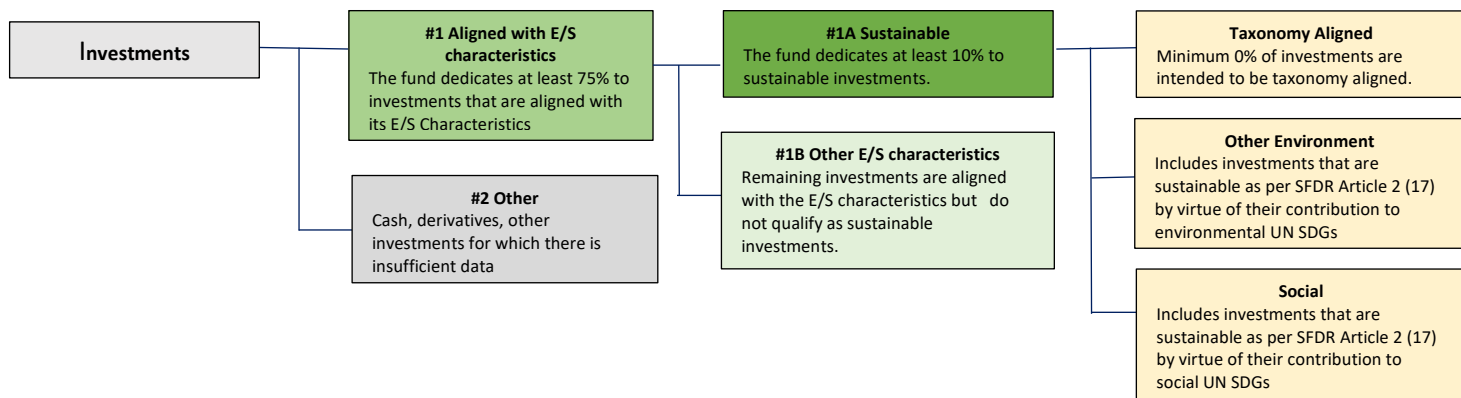 Investments
#1 Aligned with E/S
characteristics
The fund dedicates at least 75% to
investments that are aligned with
its E/S Characteristics
#2 Other
Cash, derivatives, other
investments for which there is
insufficient data
#1A Sustainable
The fund dedicates at least 10% to
sustainable investments.
#1B Other E/S characteristics
Remaining investments are aligned
with the E/S characteristics but do
not qualify as sustainable
investments.
Taxonomy Aligned
Minimum 0% of investments are
intended to be taxonomy aligned.
Other Environment
Includes investments that are
sustainable as per SFDR Article 2 (17)
by virtue of their contribution to
environmental UN SDGs
Social
Includes investments that are
sustainable as per SFDR Article 2 (17)
by virtue of their contribution to
social UN SDGs